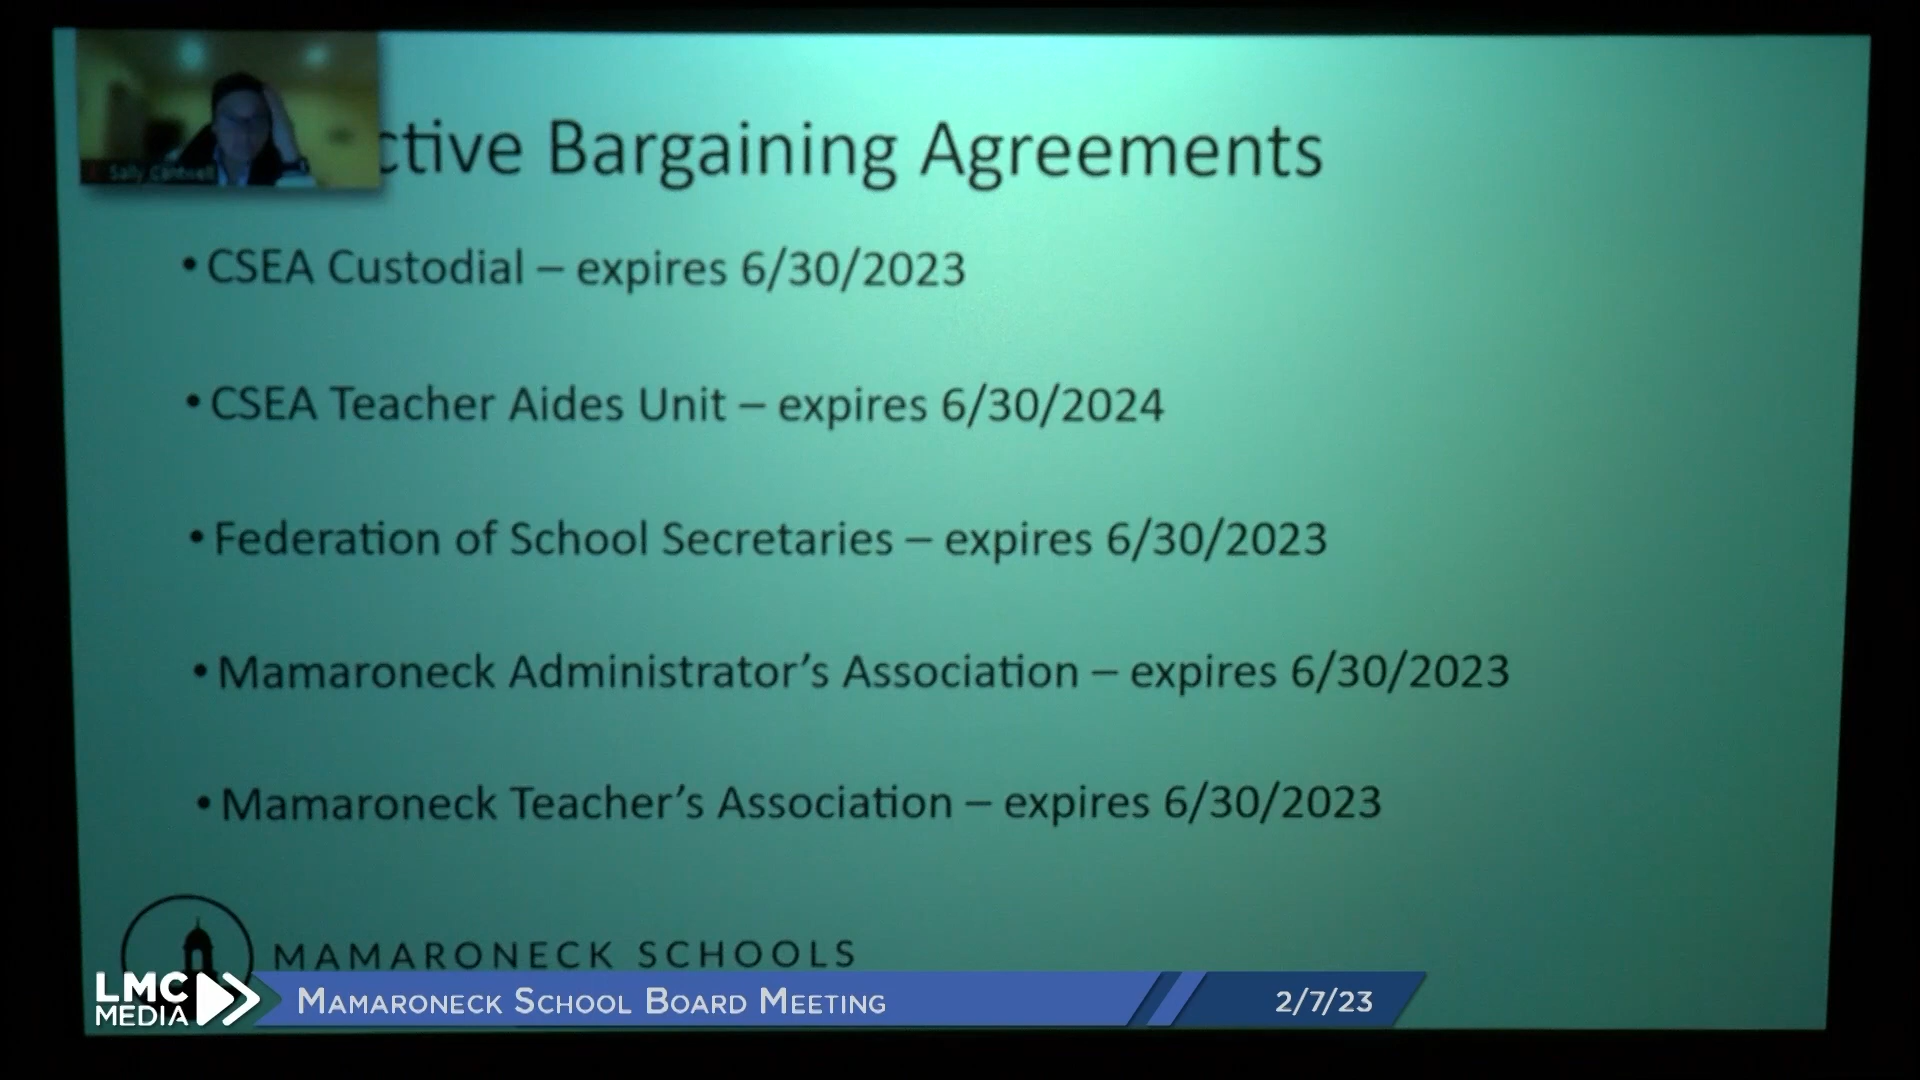 Sally Cantwell
ctive Bargaining Agreements
• CSEA Custodial – expires 6/30/2023
• CSEA Teacher Aides Unit – expires 6/30/2024
• Federation of School Secretaries – expires 6/30/2023
• Mamaroneck Administrator’s Association – expires 6/30/2023
• Mamaroneck Teacher’s Association – expires 6/30/2023
MAMARONECK SCHOOLS
LMC
MEDIA
MAMARONECK SCHOOL BOARD MEETING
2/7/23